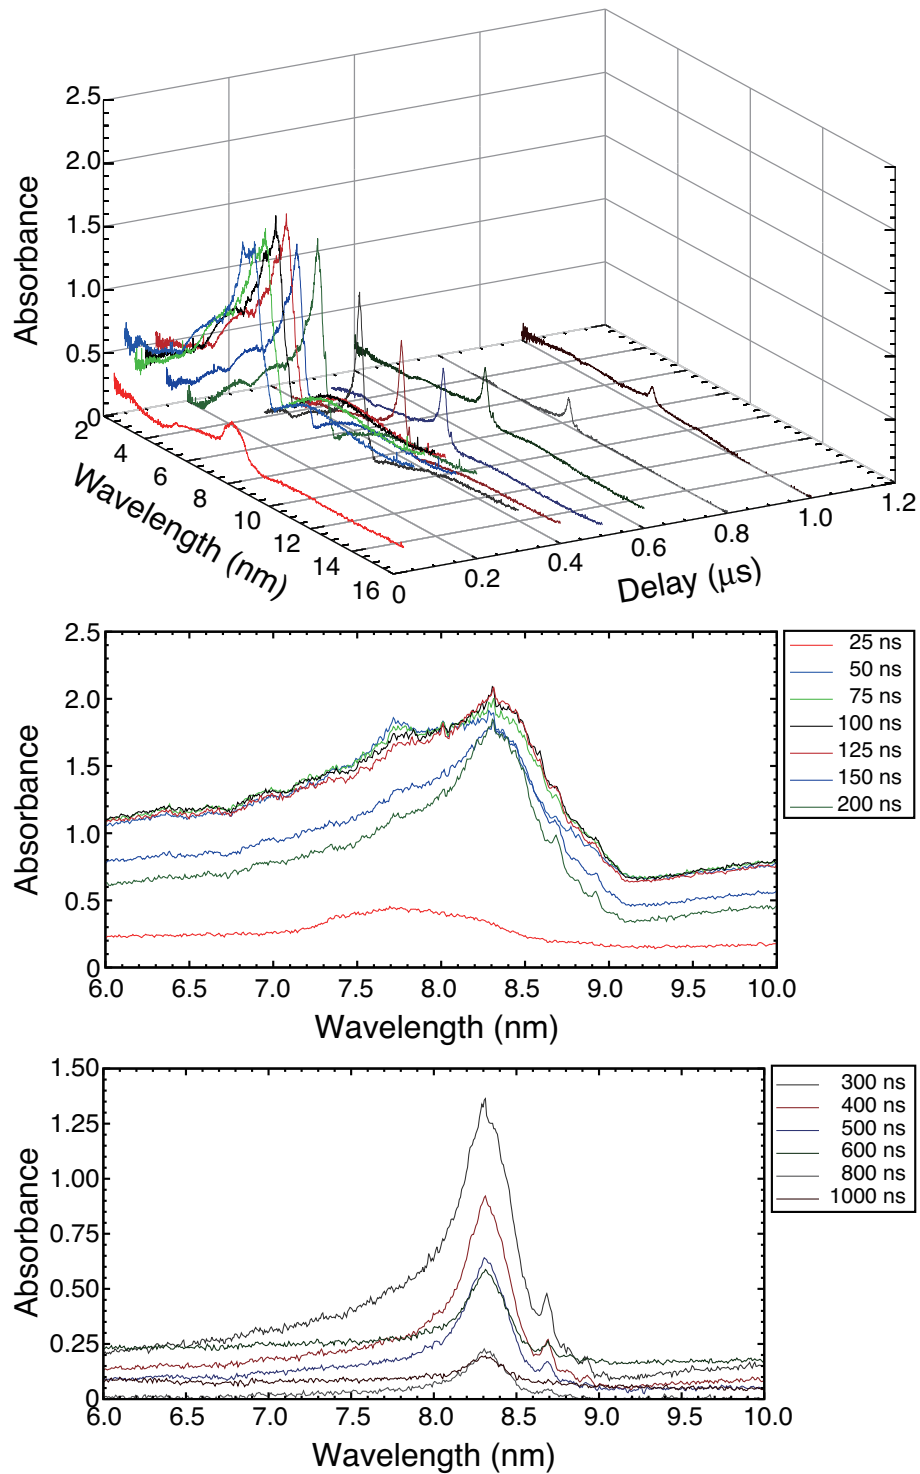 2.5
2.0
1.5
1.0
0.5
0
Absorbance
2
4
6
8
10
12
14
16
Wavelength (nm)
0
0.2
0.4
0.6
0.8
1.0
1.2
Delay (μs)
2.5
2.0
1.5
1.0
0.5
0
Absorbance
6.0 6.5 7.0 7.5 8.0 8.5 9.0 9.5 10.0
Wavelength (nm)
25 ns
50 ns
75 ns
100 ns
125 ns
150 ns
200 ns
1.50
1.25
1.00
0.75
0.50
0.25
0
Absorbance
6.0 6.5 7.0 7.5 8.0 8.5 9.0 9.5 10.0
Wavelength (nm)
300 ns
400 ns
500 ns
600 ns
800 ns
1000 ns